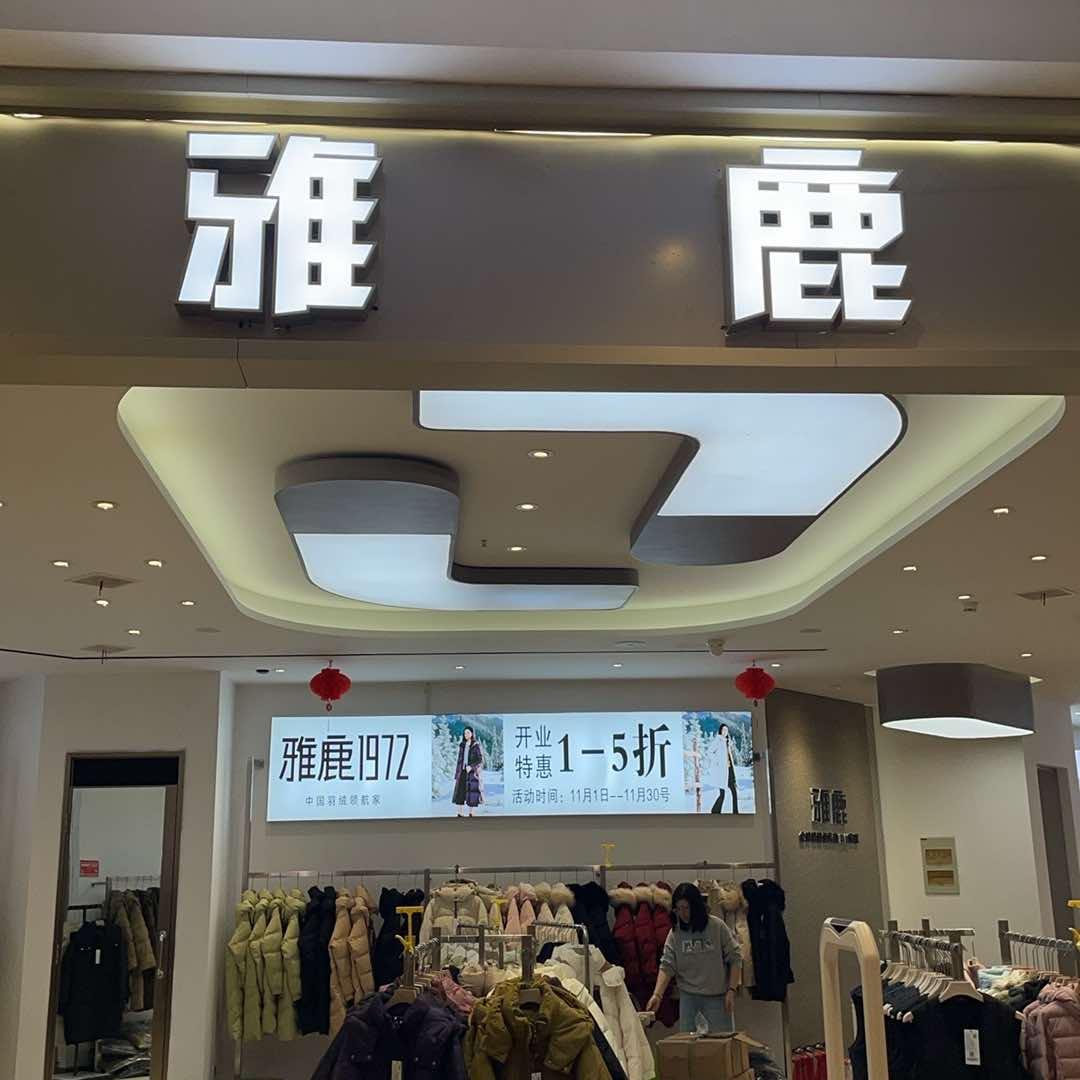 雅鹿
雅鹿1972
中国羽绒领航家
开业
特惠
1-5折
活动时间：11月1日--11月30号
雅鹿